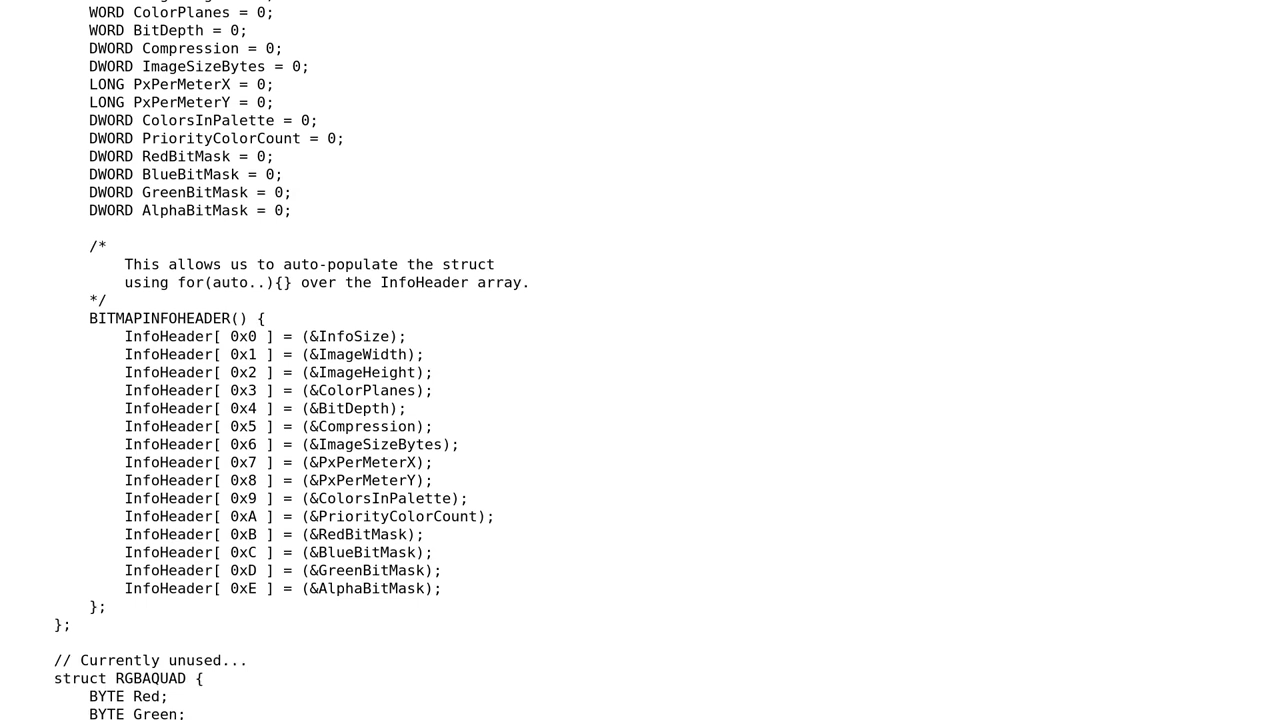 WORD ColorPlanes = 0;
WORD BitDepth = 0;
DWORD Compression = 0;
DWORD ImageSizeBytes = 0;
LONG PxPerMeterX = 0;
LONG PxPerMeterY = 0;
DWORD ColorsInPalette = 0;
DWORD PriorityColorCount = 0;
DWORD RedBitMask = 0;
DWORD BlueBitMask = 0;
DWORD GreenBitMask = 0;
DWORD AlphaBitMask = 0;
/*
This allows us to auto-populate the struct
using for(auto..){} over the InfoHeader array.
*/
BITMAPINFOHEADER() {
InfoHeader[ 0x0 ] = (&InfoSize);
InfoHeader[ 0x1 ] = (&ImageWidth);
InfoHeader[ 0x2 ] = (&ImageHeight);
InfoHeader[ 0x3 ] = (&ColorPlanes);
InfoHeader[ 0x4 ] = (&BitDepth);
InfoHeader[ 0x5 ] = (&Compression);
InfoHeader[ 0x6 ] = (&ImageSizeBytes);
InfoHeader[ 0x7 ] = (&PxPerMeterX);
InfoHeader[ 0x8 ] = (&PxPerMeterY);
InfoHeader[ 0x9 ] = (&ColorsInPalette);
InfoHeader[ 0xA ] = (&PriorityColorCount);
InfoHeader[ 0xB ] = (&RedBitMask);
InfoHeader[ 0xC ] = (&BlueBitMask);
InfoHeader[ 0xD ] = (&GreenBitMask);
InfoHeader[ 0xE ] = (&AlphaBitMask);
};
};
// Currently unused...
struct RGBAQUAD {
BYTE Red;
BYTE Green;